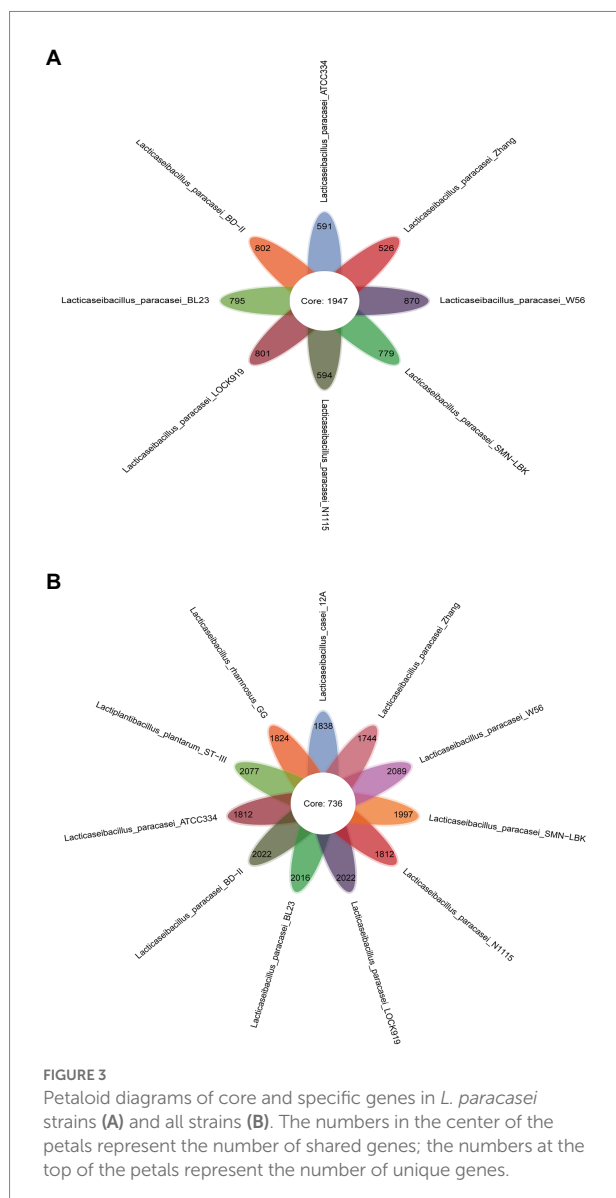 A
Lacticaseibacillus_paracasei_ATCC334
Lacticaseibacillus_paracasei_Zhang
Lacticaseibacillus_paracasei_BD-II
591
802
526
Lacticaseibacillus_paracasei_BL23
795
Core: 1947
870
Lacticaseibacillus_paracasei_W56
801
779
594
Lacticaseibacillus_paracasei_LOCK919
Lacticaseibacillus_paracasei_SMN-LBK
Lacticaseibacillus_paracasei_N1115
B
Lacticaseibacillus_casei_12A
Lacticaseibacillus_rhamnosus_GG
Lacticaseibacillus_paracasei_Zhang
Lactiplantibacillus_plantarum_ST-III
Lacticaseibacillus_paracasei_W56
1838
1824
1744
2077
2089
Lacticaseibacillus_paracasei_ATCC334
1812
Core: 736
1997
Lacticaseibacillus_paracasei_SMN-LBK
2022
1812
2016
2022
Lacticaseibacillus_paracasei_BD-II
Lacticaseibacillus_paracasei_N1115
Lacticaseibacillus_paracasei_BL23
Lacticaseibacillus_paracasei_LOCK919
FIGURE 3
Petaloid diagrams of core and specific genes in L. paracasei
strains (A) and all strains (B). The numbers in the center of the
petals represent the number of shared genes; the numbers at the
top of the petals represent the number of unique genes.